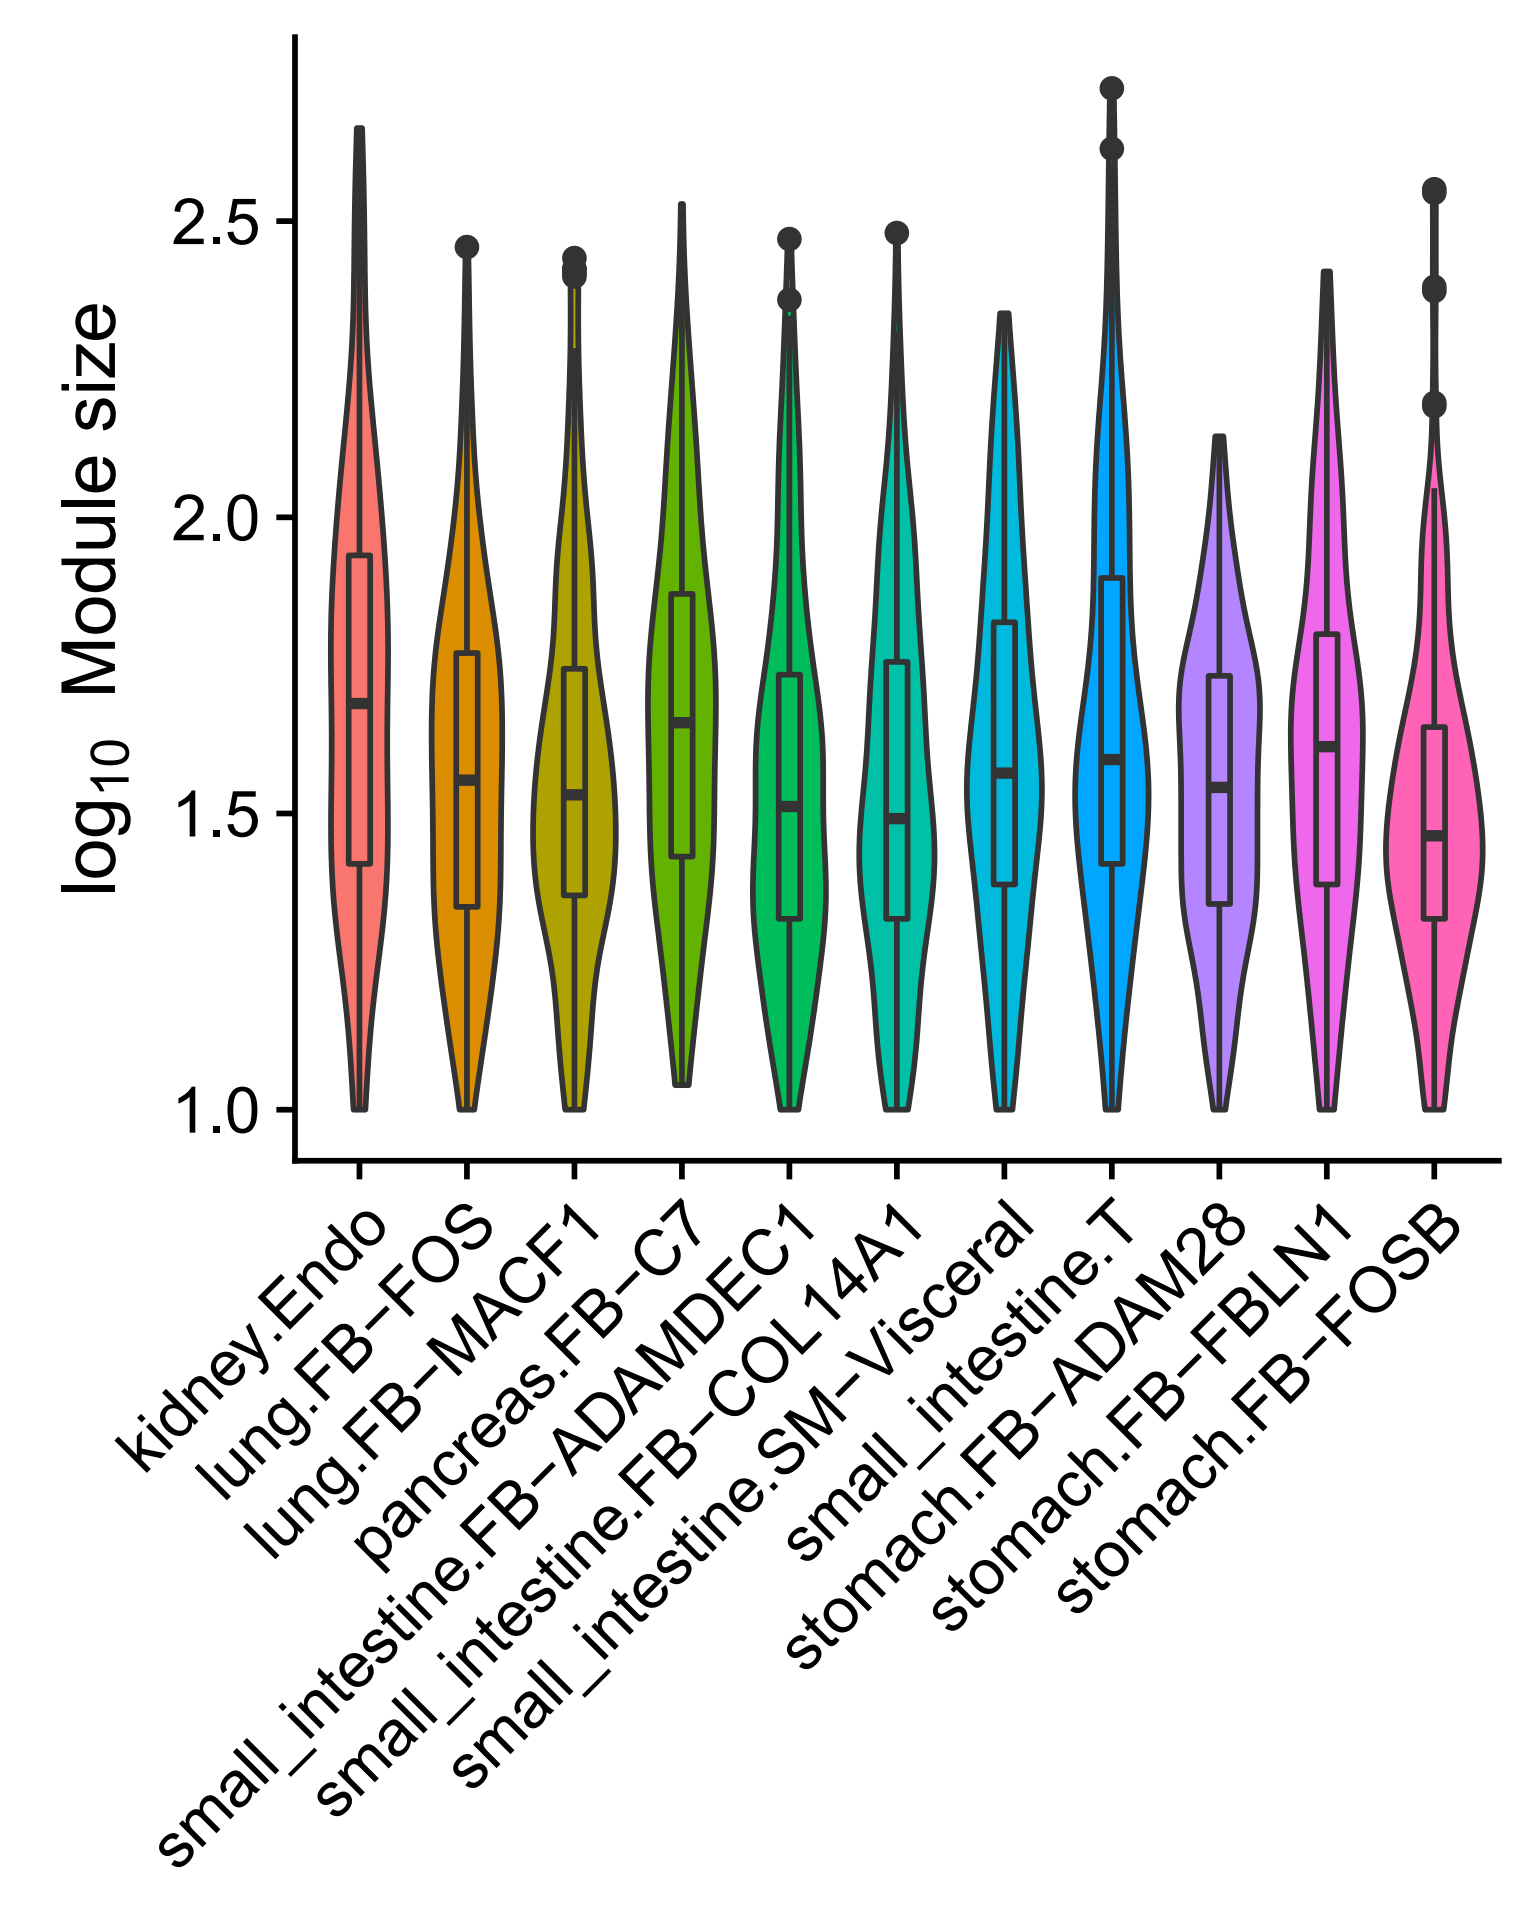 log10 Module size
2.5
2.0
1.5
1.0
kidney.Endo
lung.FB−FOS
lung.FB−MACF1
pancreas.FB−C7
small_intestine.FB−ADAMDEC1
small_intestine.FB−COL14A1
small_intestine.SM−Visceral
small_intestine.T
stomach.FB−ADAM28
stomach.FB−FBLN1
stomach.FB−FOSB